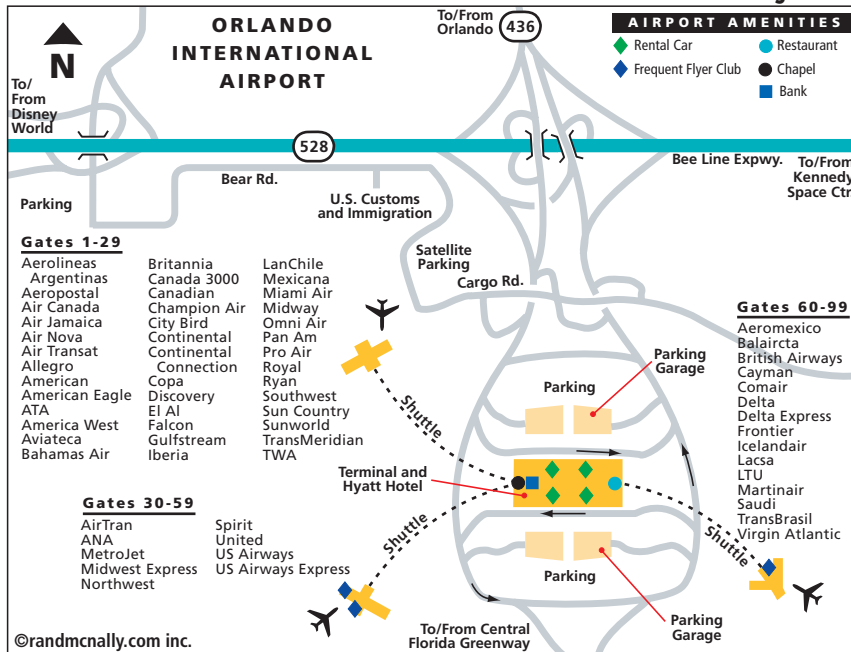 ORLANDO
INTERNATIONAL
AIRPORT
N
To/From
Orlando
436
AIRPORT AMENITIES
Rental Car
Restaurant
Frequent Flyer Club
Chapel
Bank
To/
From
Disney
World
528
Bee Line Expwy.
To/From
Kennedy
Space Ctr
Bear Rd.
Parking
U.S. Customs
and Immigration
Satellite
Parking
Cargo Rd.
Gates 1-29
Aerolineas
Argentinas
Aeropostal
Air Canada
Air Jamaica
Air Nova
Air Transat
Allegro
American
American Eagle
ATA
America West
Aviateca
Bahamas Air
Britannia
Canada 3000
Canadian
Champion Air
City Bird
Continental
Continental
Connection
Copa
Discovery
El Al
Falcon
Gulfstream
Iberia
LanChile
Mexicana
Miami Air
Midway
Omni Air
Pan Am
Pro Air
Royal
Ryan
Southwest
Sun Country
Sunworld
TransMeridian
TWA
Gates 60-99
Aeromexico
Balaircta
British Airways
Cayman
Comair
Delta
Delta Express
Frontier
Icelandair
Lacsa
LTU
Martinair
Saudi
TransBrasil
Virgin Atlantic
Parking
Garage
Parking
Shuttle
Terminal and
Hyatt Hotel
Gates 30-59
AirTran
ANA
MetroJet
Midwest Express
Northwest
Spirit
United
US Airways
US Airways Express
Shuttle
Shuttle
Parking
Parking
Garage
To/From Central
Florida Greenway
©randmcnally.com inc.